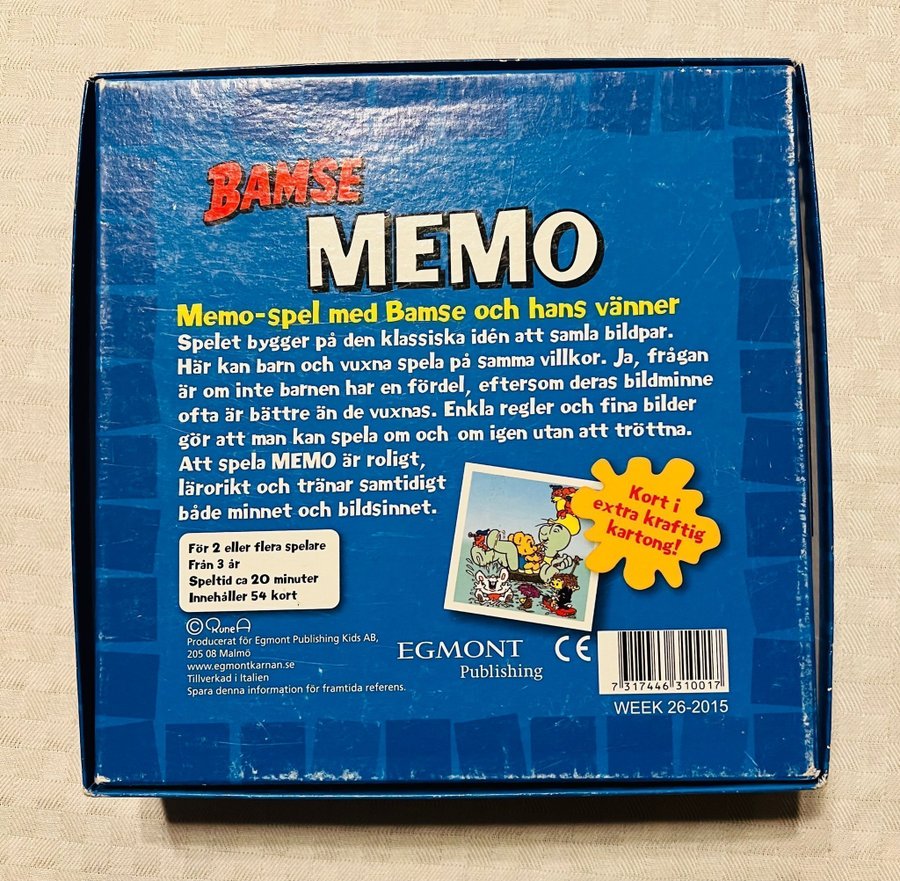 BAMSE
MEMO
Memo-spel med Bamse och hans vänner
Spelet bygger på den klassiska idén att samla bildpar.
Här kan barn och vuxna spela på samma villkor. Ja, frågan
är om inte barnen har en fördel, eftersom deras bildminne
ofta är bättre än de vuxnas. Enkla regler och fina bilder
gör att man kan spela om och om igen utan att tröttna.
Att spela MEMO är roligt,
lärorikt och tränar samtidigt
både minnet och bildsinnet.
Kort i
extra kraftig
kartong!
För 2 eller flera spelare
Från 3 år
Speltid ca 20 minuter
Innehåller 54 kort
© Rune A
Producerat för Egmont Publishing Kids AB,
205 08 Malmö
www.egmontkarnan.se
Tillverkad i Italien
Spara denna information för framtida referens.
EGMONT
Publishing
CE
7 317446 310017
WEEK 26-2015